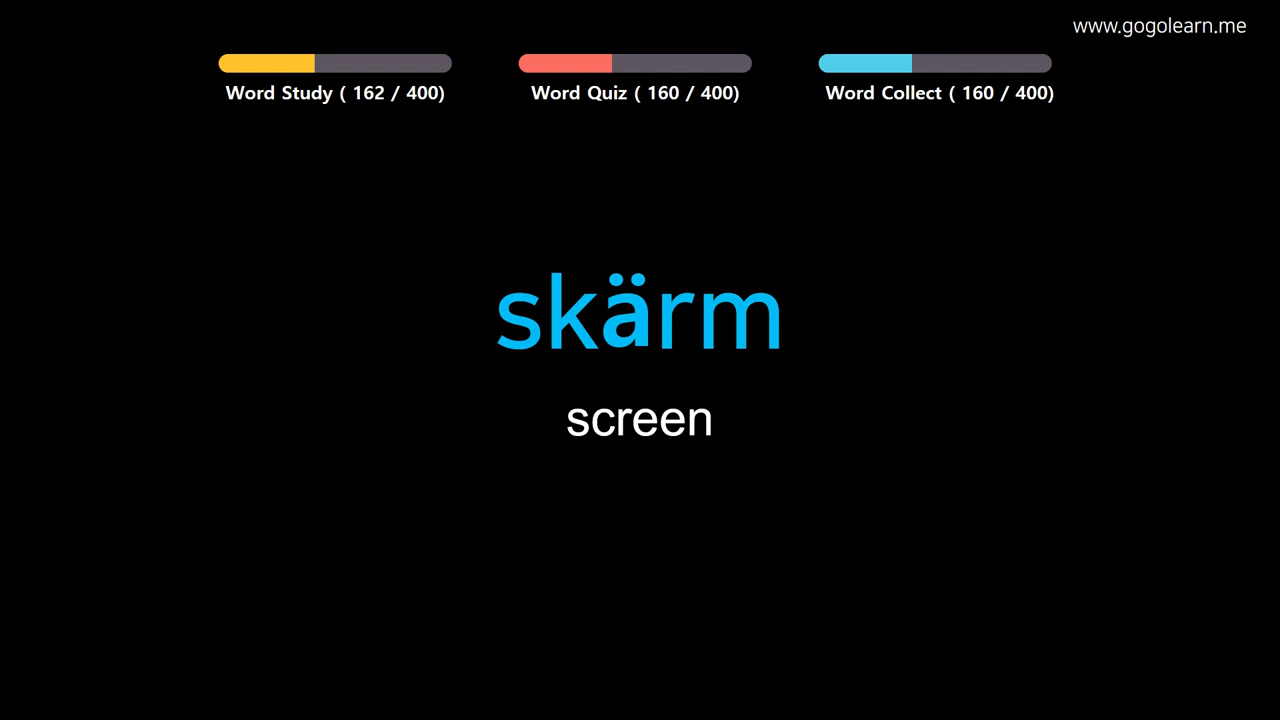 www.gogolearn.me
Word Study ( 162 / 400)
Word Quiz ( 160 / 400)
Word Collect ( 160 / 400)
skärm
screen